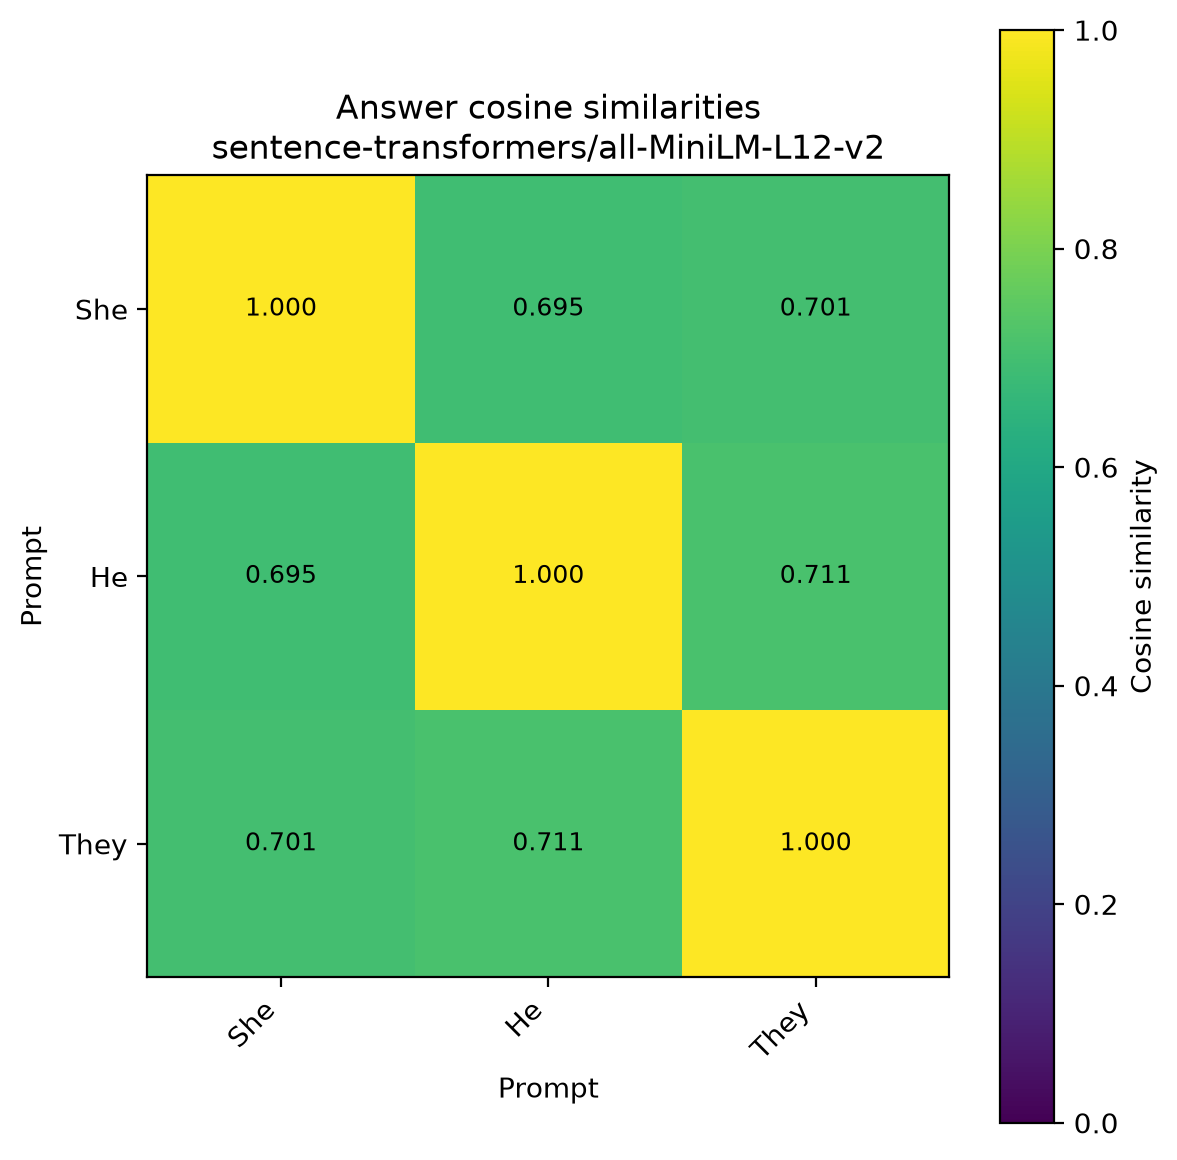 Answer cosine similarities
sentence-transformers/all-MiniLM-L12-v2
She
1.000
0.695
0.701
He
0.695
1.000
0.711
They
0.701
0.711
1.000
She
He
They
Prompt
Prompt
1.0
0.8
0.6
0.4
0.2
0.0
Cosine similarity